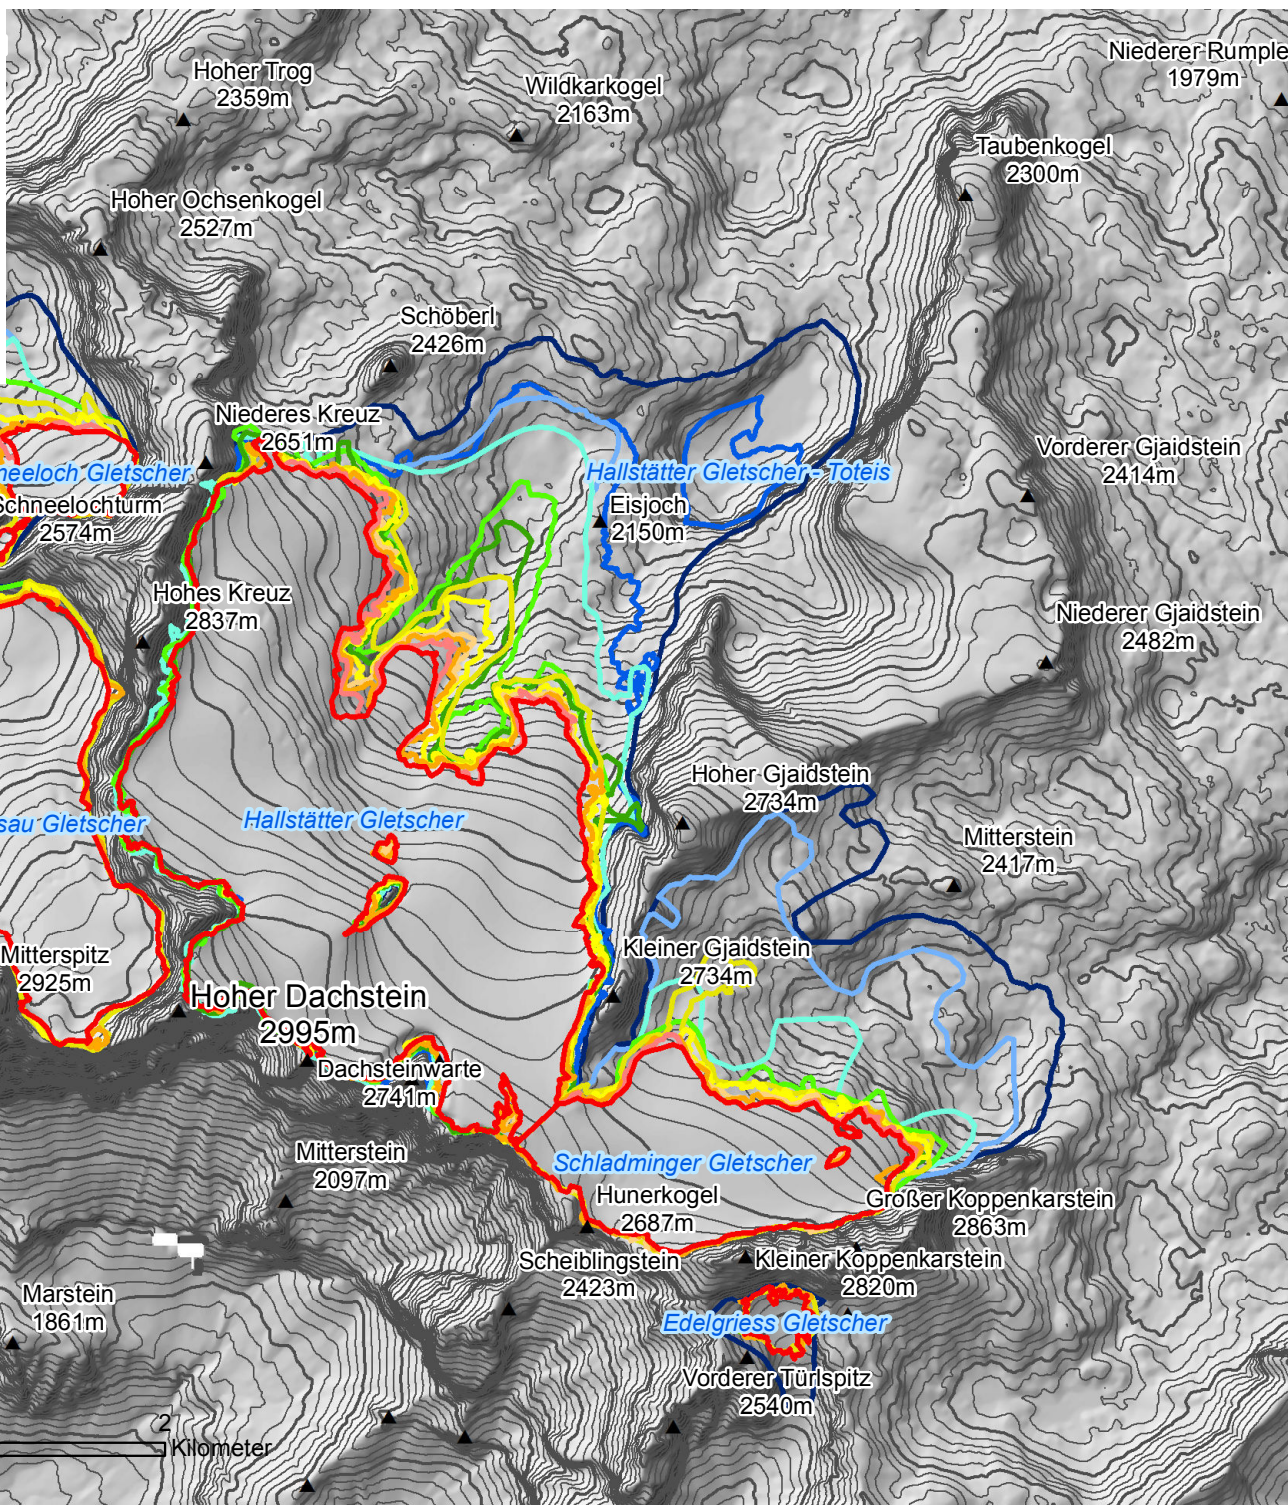 Niederer Rumple
1979m
Hoher Trog
2359m
Wildkarkogel
2163m
Taubenkogel
2300m
Hoher Ochsenkogel
2527m
Schöberl
2426m
Niederes Kreuz
2651m
Vorderer Gjaidstein
2414m
neeloch Gletscher
Hallstätter Gletscher - Toteis
Schneelochturm
2574m
Eisjoch
2150m
Hohes Kreuz
2837m
Niederer Gjaidstein
2482m
Hoher Gjaidstein
2734m
sau Gletscher
Hallstätter Gletscher
Mitterstein
2417m
Mitterspitz
2925m
Kleiner Gjaidstein
2734m
Hoher Dachstein
2995m
Dachsteinwarte
2741m
Mitterstein
2097m
Schladminger Gletscher
Hunerkogel
2687m
Großer Koppenkarstein
2863m
Scheiblingstein
2423m
Kleiner Koppenkarstein
2820m
Marstein
1861m
Edelgriess Gletscher
Vorderer Türlspitz
2540m
2
Kilometer